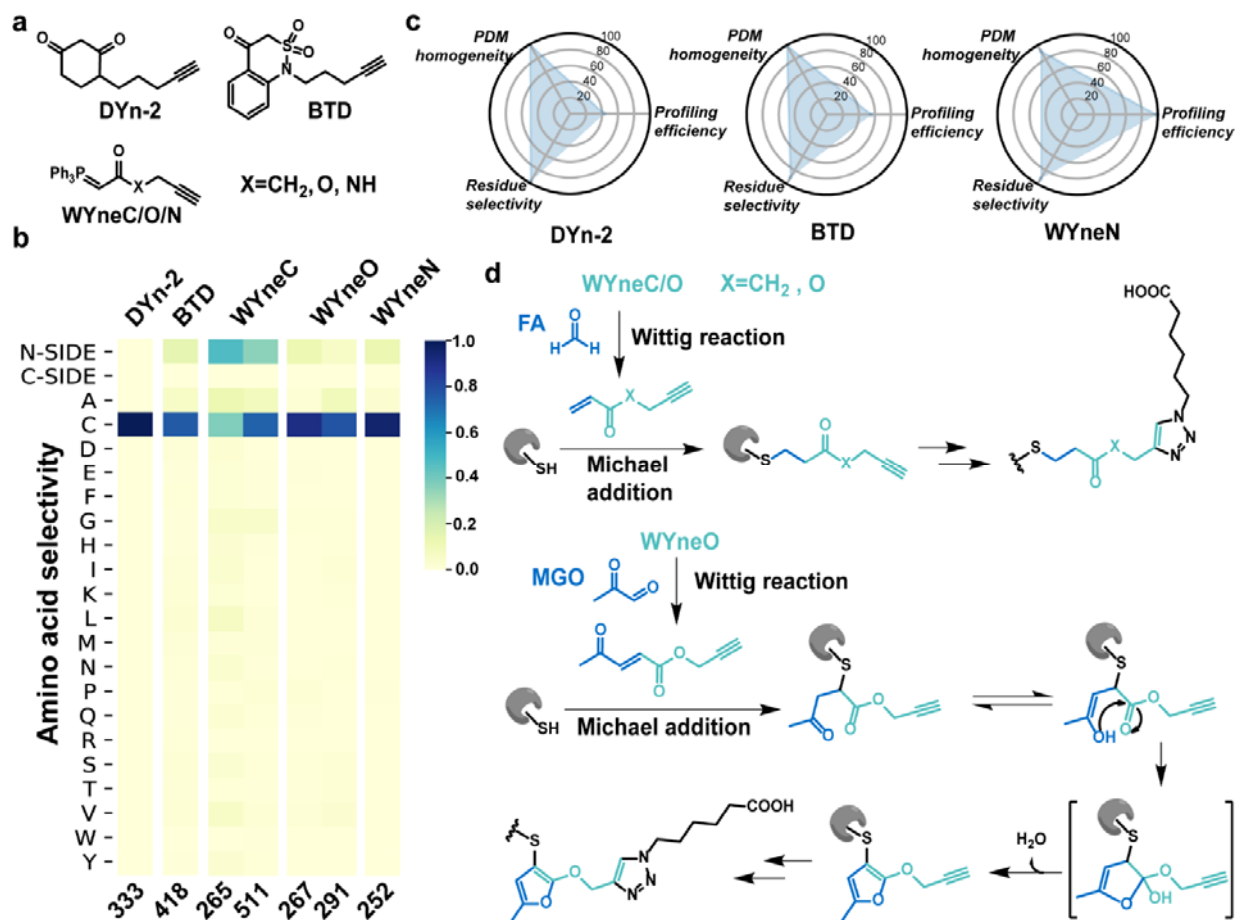 a
O
O
DYn-2
O
O
S
O
N
BTD
Ph3P
O
X
WYneC/O/N
X=CH2, O, NH
b
DYn-2
BTD
WYneC
WYneO
WYneN
N-SIDE
C-SIDE
A
C
D
E
F
G
H
I
K
L
M
N
P
Q
R
S
T
V
W
Y
Amino acid selectivity
333
418
265
511
267
291
252
1.0
0.8
0.6
0.4
0.2
0.0
c
PDM
homogeneity
100
80
60
40
20
Profiling
efficiency
Residue
selectivity
DYn-2
PDM
homogeneity
100
80
60
40
20
Profiling
efficiency
Residue
selectivity
BTD
PDM
homogeneity
100
80
60
40
20
Profiling
efficiency
Residue
selectivity
WYneN
d
WYneC/O
X=CH2 , O
FA
O
H
H
Wittig reaction
X
O
SH
Michael
addition
S
O
X
HOOC
N
N
N
S
O
X
WYneO
MGO
O
O
Wittig reaction
O
O
O
SH
Michael addition
S
O
O
O
S
O
OH
O
H2O
S
O
O
OH
S
O
O
S
O
O
N
N
N
COOH